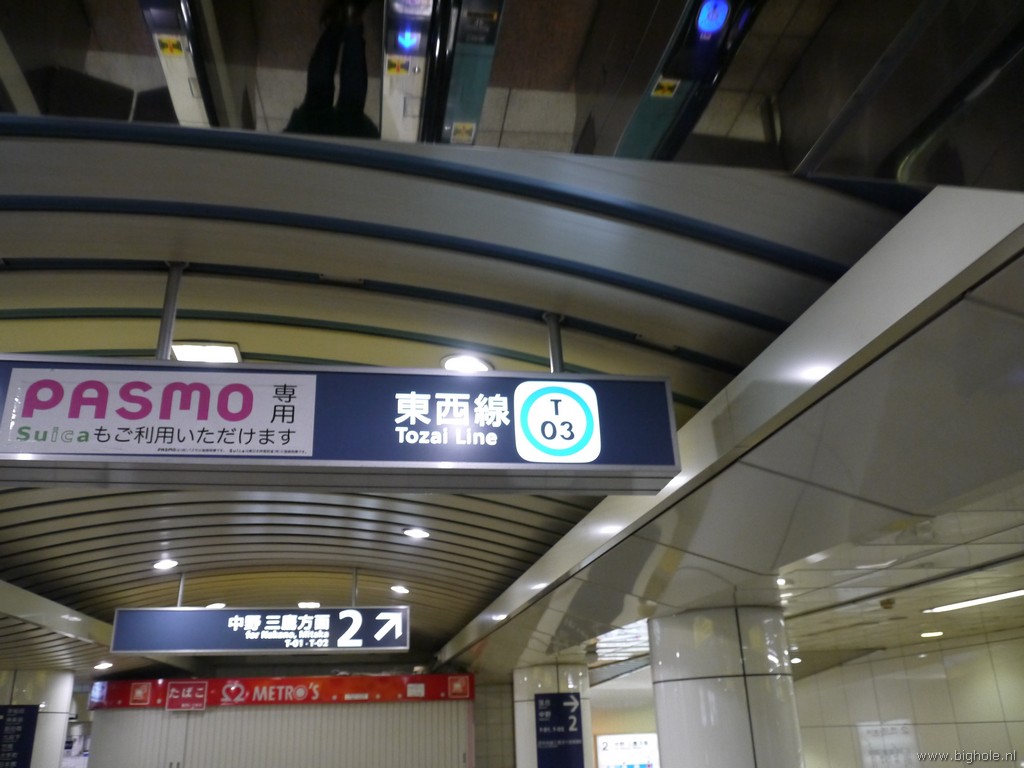 PASMO 専用
Suicaもご利用いただけます
東西線
Tozai Line
T
03
中野 三鷹方面
for Nakano, Mitaka
T-01 · T-02
2
たばこ
METRO'S
2
2
www.bighole.nl